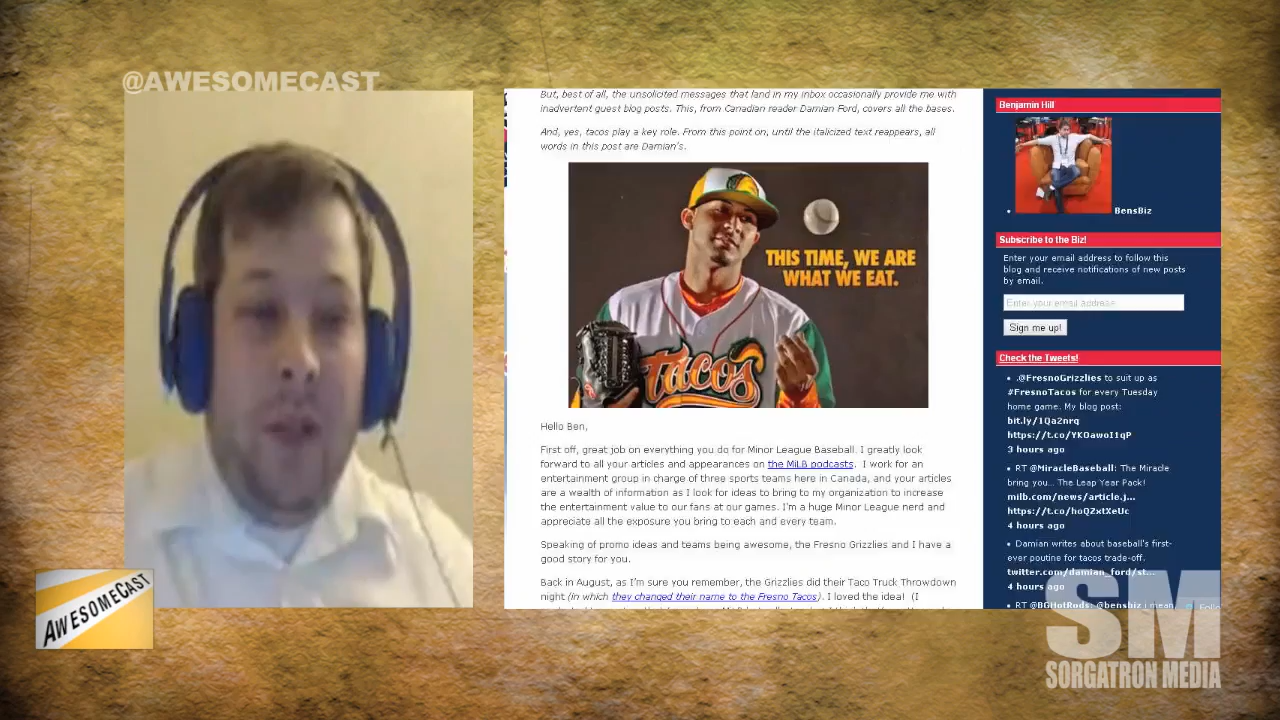 @AWESOMECAST
But, best of all, the unsolicited messages that land in my inbox occasionally provide me with
inadvertent guest blog posts. This, from Canadian reader Damian Ford, covers all the bases.
And, yes, tacos play a key role. From this point on, until the italicized text reappears, all
words in this post are Damian's.
THIS TIME, WE ARE
WHAT WE EAT.
tacos
Hello Ben,
First off, great job on everything you do for Minor League Baseball. I greatly look
forward to all your articles and appearances on the MiLB podcasts. I work for an
entertainment group in charge of three sports teams here in Canada, and your articles
are a wealth of information as I look for ideas to bring to my organization to increase
the entertainment value to our fans at our games. I'm a huge Minor League nerd and
appreciate all the exposure you bring to each and every team.
Speaking of promo ideas and teams being awesome, the Fresno Grizzlies and I have a
good story for you.
Back in August, as I'm sure you remember, the Grizzlies did their Taco Truck Throwdown
night (in which they changed their name to the Fresno Tacos). I loved the idea! (I
Benjamin Hill
BensBiz
Subscribe to the Biz!
Enter your email address to follow this
blog and receive notifications of new posts
by email.
Enter your email address
Sign me up!
Check the Tweets!
.@FresnoGrizzlies to suit up as
#FresnoTacos for every Tuesday
home game. My blog post:
bit.ly/1Qa2nrq
https://t.co/YKOawoI1qP
3 hours ago
RT @MiracleBaseball: The Miracle
bring you... The Leap Year Pack!
milb.com/news/article.j...
https://t.co/hoQZxtXeUc
4 hours ago
Damian writes about baseball's first-
ever poutine for tacos trade-off.
twitter.com/damian_ford/st...
4 hours ago
RT @BGHotRods: @bensbiz i mean,
AWESOMECAST
SM
SORGATRON MEDIA